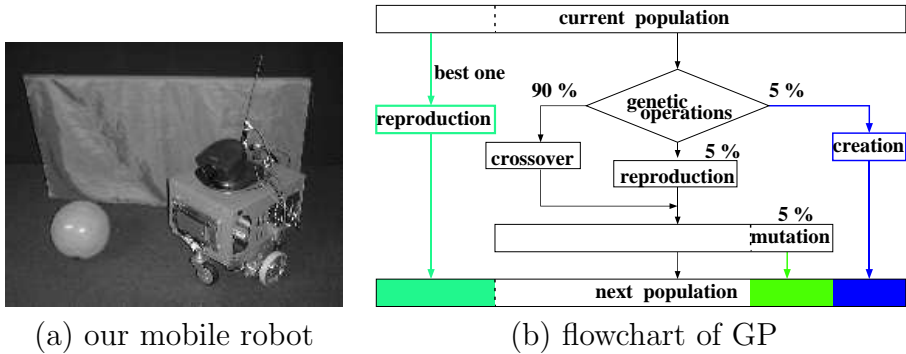 current population
best one
90 %
5 %
genetic
operations
reproduction
crossover
5 %
creation
reproduction
5 %
mutation
next population
(a) our mobile robot
(b) flowchart of GP